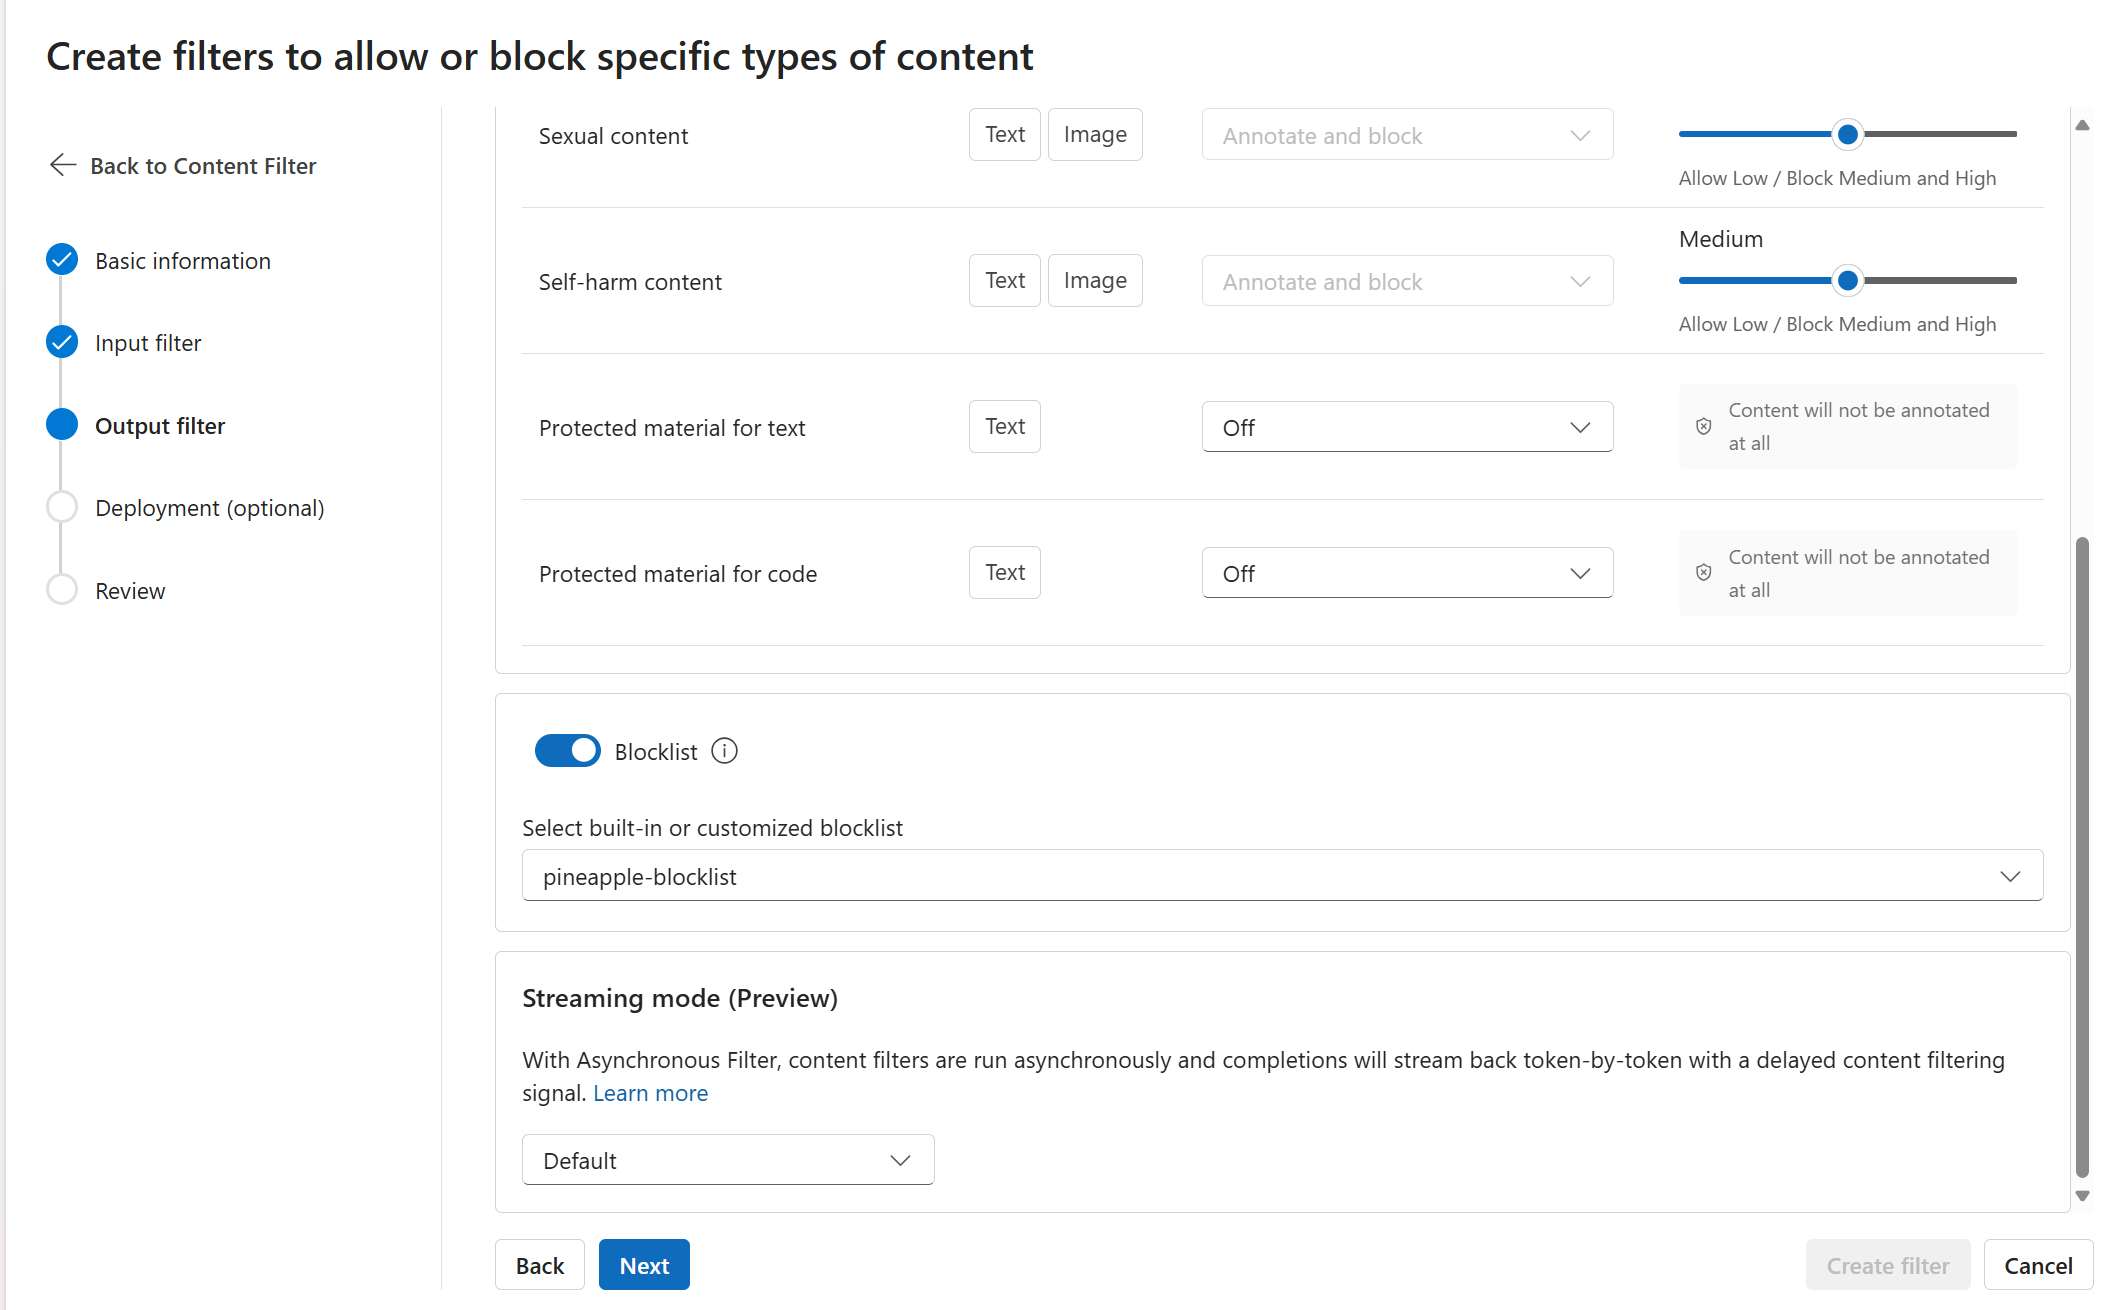 Create filters to allow or block specific types of content
Back to Content Filter
Basic information
Input filter
Output filter
Deployment (optional)
Review
Sexual content
Text
Image
Annotate and block
Allow Low / Block Medium and High
Self-harm content
Text
Image
Annotate and block
Medium
Allow Low / Block Medium and High
Protected material for text
Text
Off
Content will not be annotated
at all
Protected material for code
Text
Off
Content will not be annotated
at all
Blocklist
Select built-in or customized blocklist
pineapple-blocklist
Streaming mode (Preview)
With Asynchronous Filter, content filters are run asynchronously and completions will stream back token-by-token with a delayed content filtering
signal. Learn more
Default
Back
Next
Create filter
Cancel